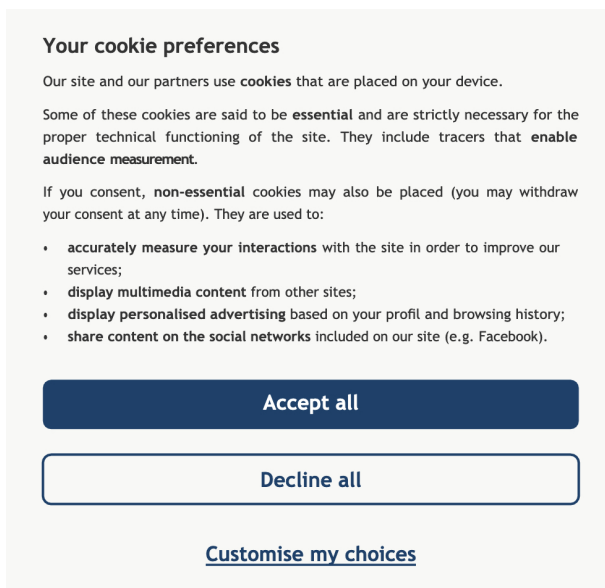 Your cookie preferences
Our site and our partners use cookies that are placed on your device.
Some of these cookies are said to be essential and are strictly necessary for the
proper technical functioning of the site. They include tracers that enable
audience measurement.
If you consent, non-essential cookies may also be placed (you may withdraw
your consent at any time). They are used to:
• accurately measure your interactions with the site in order to improve our
services;
• display multimedia content from other sites;
• display personalised advertising based on your profil and browsing history;
• share content on the social networks included on our site (e.g. Facebook).
Accept all
Decline all
Customise my choices